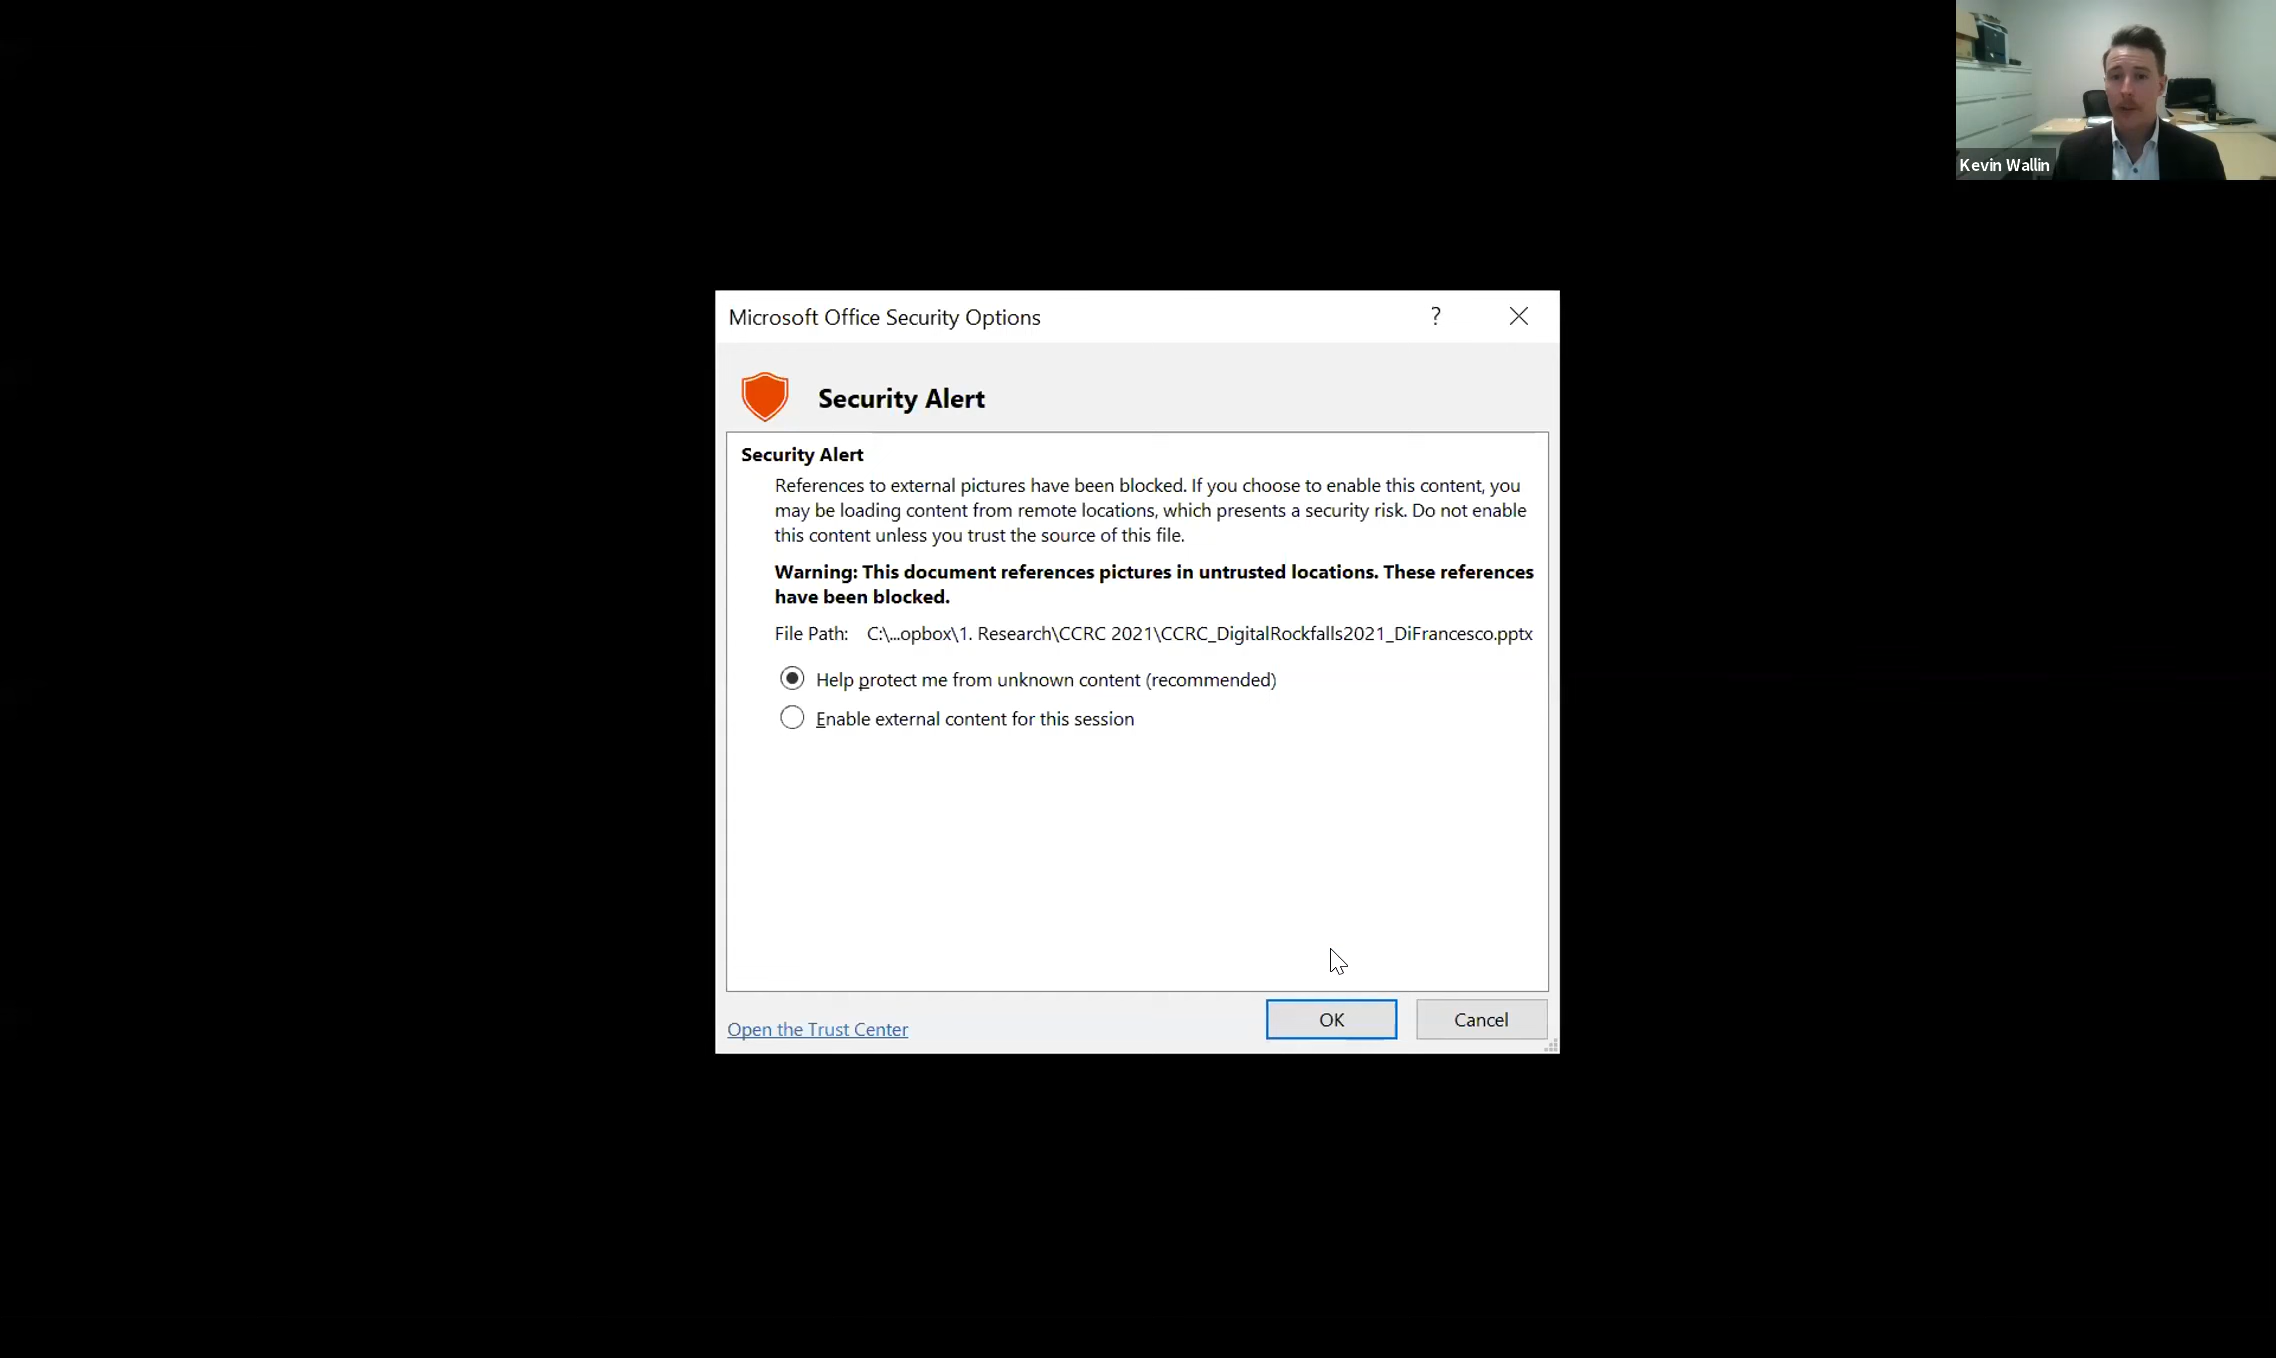 Kevin Wallin
Microsoft Office Security Options
?
Security Alert
Security Alert
References to external pictures have been blocked. If you choose to enable this content, you
may be loading content from remote locations, which presents a security risk. Do not enable
this content unless you trust the source of this file.
Warning: This document references pictures in untrusted locations. These references
have been blocked.
File Path: C:\...opbox\1. Research\CCRC 2021\CCRC_DigitalRockfalls2021_DiFrancesco.pptx
Help protect me from unknown content (recommended)
Enable external content for this session
Open the Trust Center
OK
Cancel